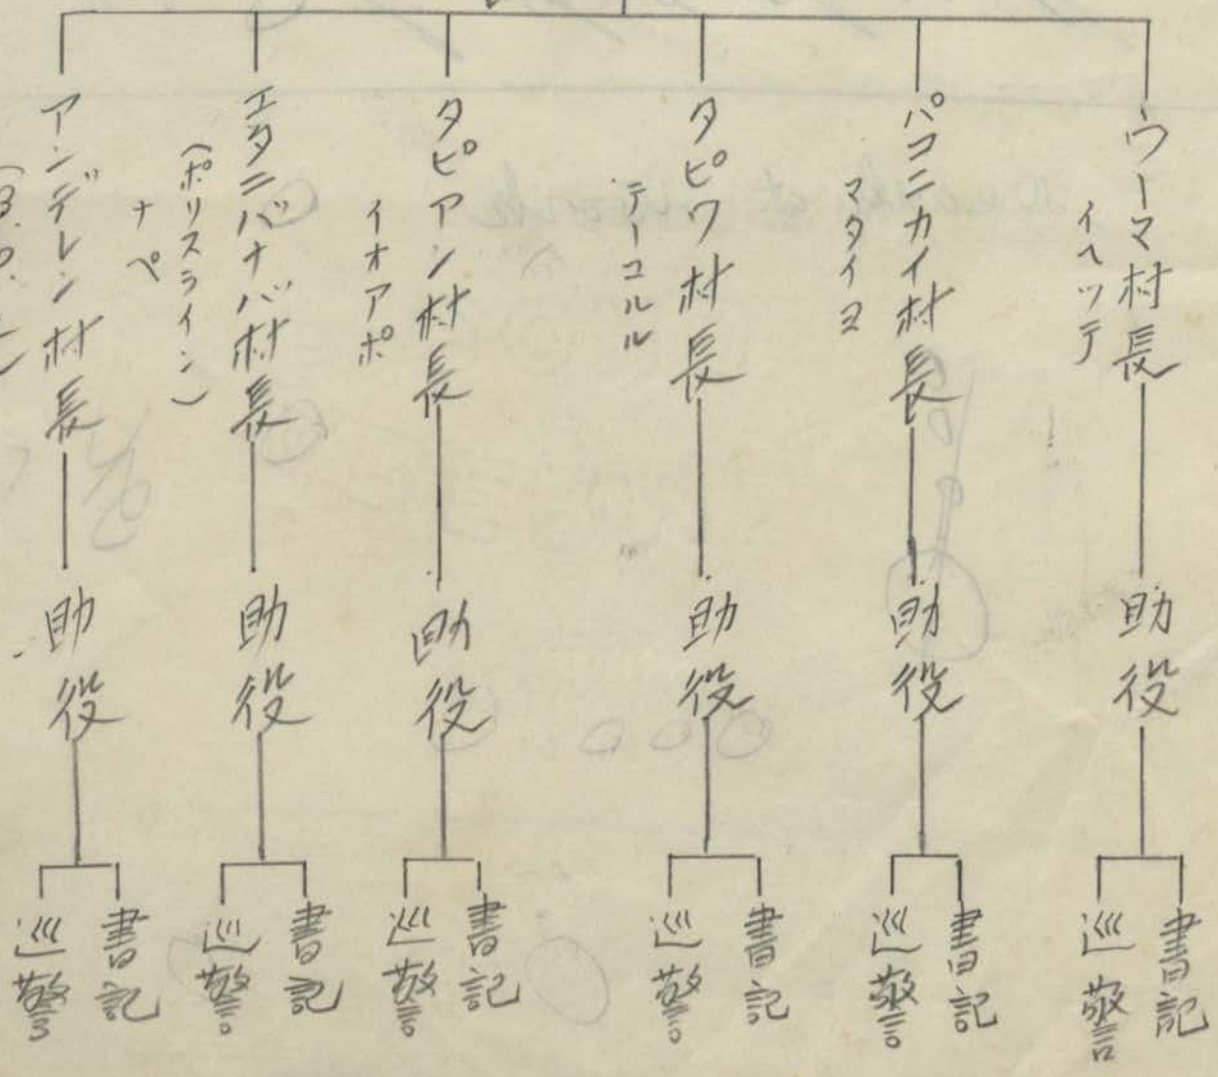 ウーマ村長
イヘッテ
助役
書記
巡警
パコニカイ村長
マタイヨ
助役
書記
巡警
タピワ村長
テーコルル
助役
書記
巡警
タピアン村長
イオアポ
助役
書記
巡警
エタニバナバ村長
(ポリスライン)
ナペ
助役
書記
巡警
アンデレン村長
助役
書記
巡警